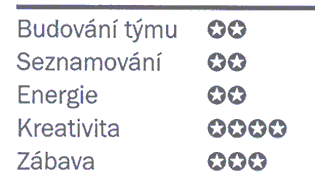 Budování týmu ✪✪
Seznamování ✪✪
Energie ✪✪
Kreativita ✪✪✪✪
Zábava ✪✪✪